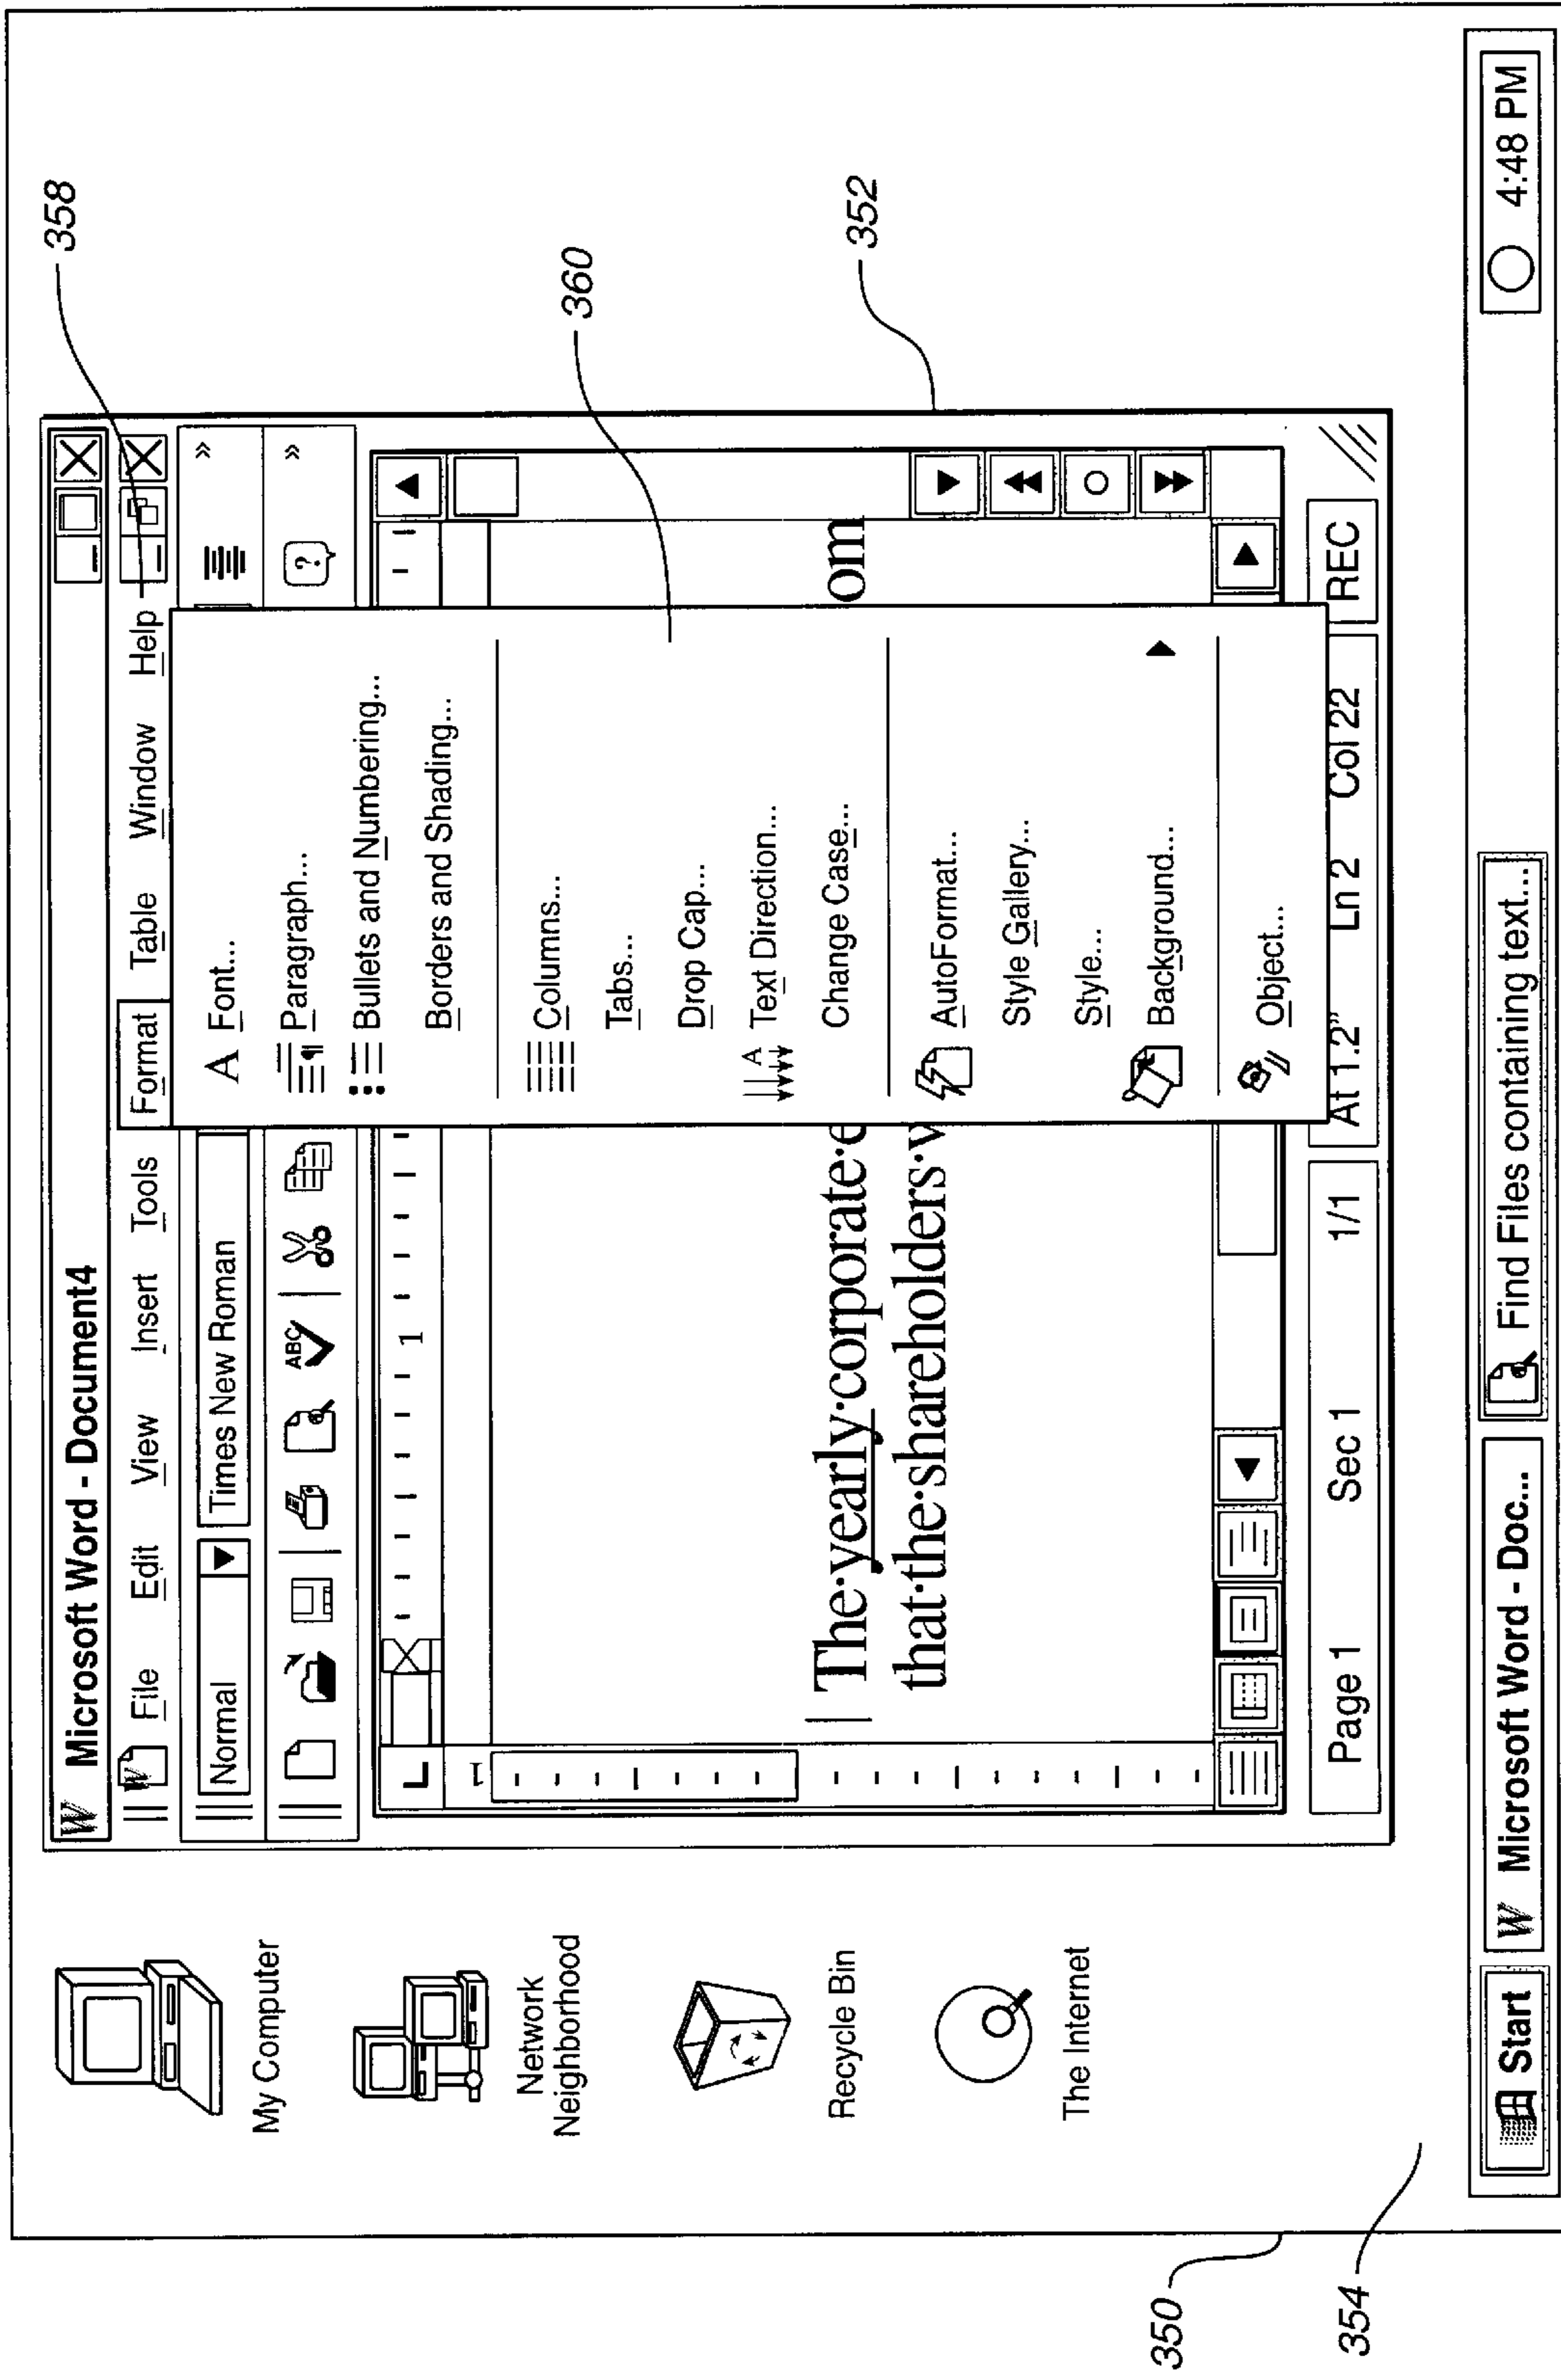 W Microsoft Word - Document4
W File Edit View Insert Tools Format Table Window Help
358
Normal Times New Roman »
ABC ? »
A Font...
Paragraph...
Bullets and Numbering...
Borders and Shading...
Columns...
Tabs...
Drop Cap...
A Text Direction...
Change Case...
AutoFormat...
Style Gallery...
Style...
Background...
Object...
360
L 1
1
The·yearly·corporate·e om
that·the·shareholders·w
352
Page 1 Sec 1 1/1 At 1.2" Ln 2 Col 22 REC
My Computer
Network
Neighborhood
Recycle Bin
The Internet
350
354
Start W Microsoft Word - Doc... Find Files containing text... 4:48 PM